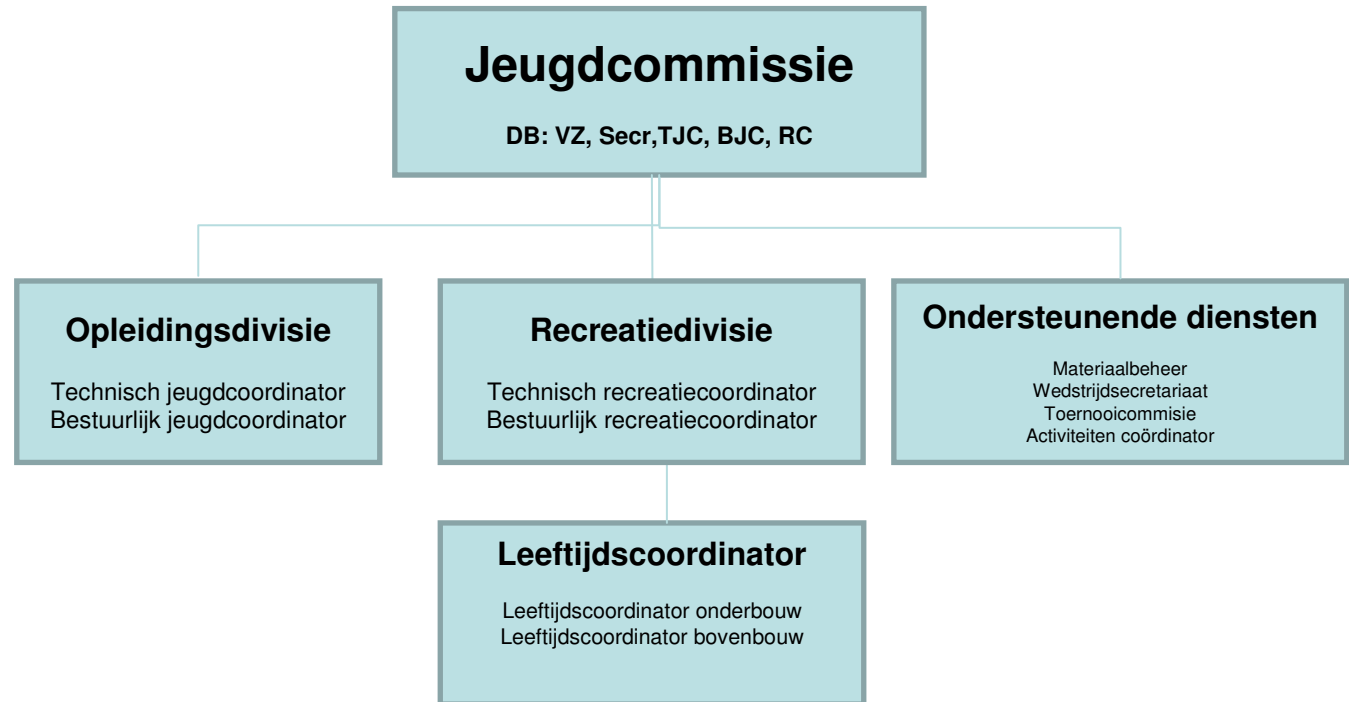 Jeugdcommissie
DB: VZ, Secr,TJC, BJC, RC
Opleidingsdivisie
Technisch jeugdcoordinator
Bestuurlijk jeugdcoordinator
Recreatiedivisie
Technisch recreatiecoordinator
Bestuurlijk recreatiecoordinator
Ondersteunende diensten
Materiaalbeheer
Wedstrijdsecretariaat
Toernooicommisie
Activiteiten coördinator
Leeftijdscoordinator
Leeftijdscoordinator onderbouw
Leeftijdscoordinator bovenbouw